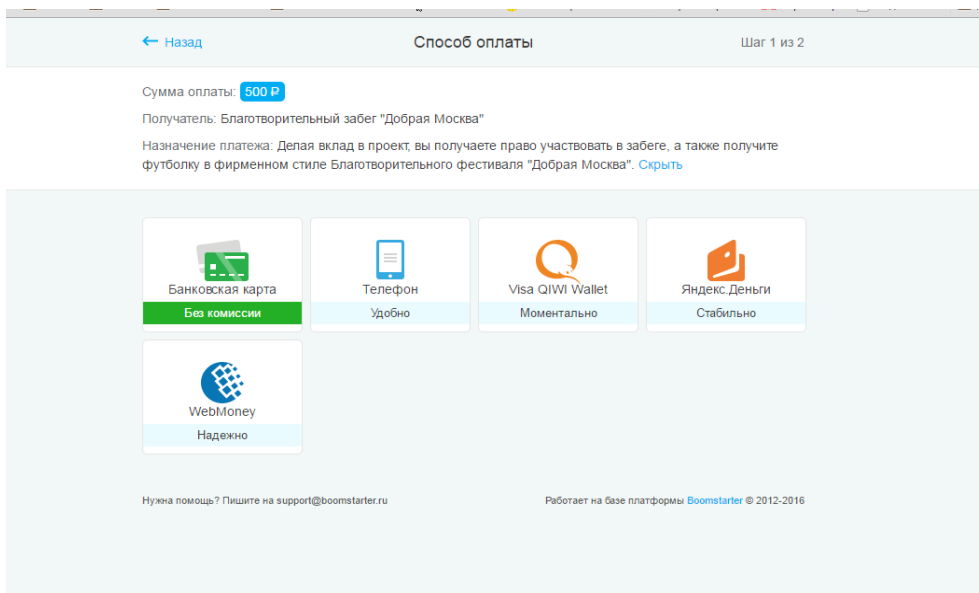 ← Назад
Способ оплаты
Шаг 1 из 2
Сумма оплаты: 500 ₽
Получатель: Благотворительный забег "Добрая Москва"
Назначение платежа: Делая вклад в проект, вы получаете право участвовать в забеге, а также получите
футболку в фирменном стиле Благотворительного фестиваля "Добрая Москва". Скрыть
Банковская карта
Без комиссии
Телефон
Удобно
Visa QIWI Wallet
Моментально
Яндекс.Деньги
Стабильно
WebMoney
Надежно
Нужна помощь? Пишите на support@boomstarter.ru
Работает на базе платформы Boomstarter © 2012-2016